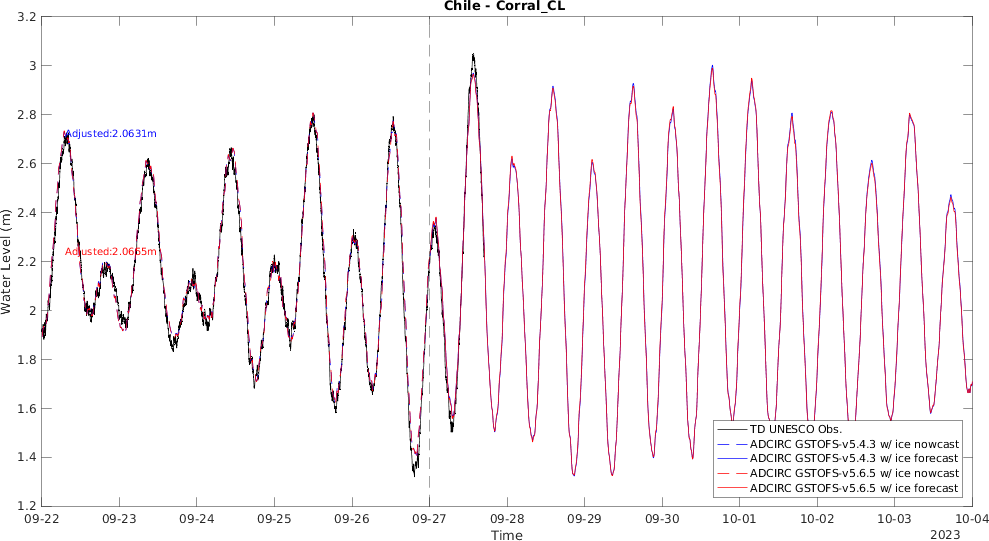 Chile - Corral_CL
3.2
3
2.8
2.6
2.4
2.2
2
1.8
1.6
1.4
1.2
Water Level (m)
Adjusted:2.0631m
Adjusted:2.0665m
TD UNESCO Obs.
ADCIRC GSTOFS-v5.4.3 w/ ice nowcast
ADCIRC GSTOFS-v5.4.3 w/ ice forecast
ADCIRC GSTOFS-v5.6.5 w/ ice nowcast
ADCIRC GSTOFS-v5.6.5 w/ ice forecast
09-22 09-23 09-24 09-25 09-26 09-27 09-28 09-29 09-30 10-01 10-02 10-03 10-04
Time
2023